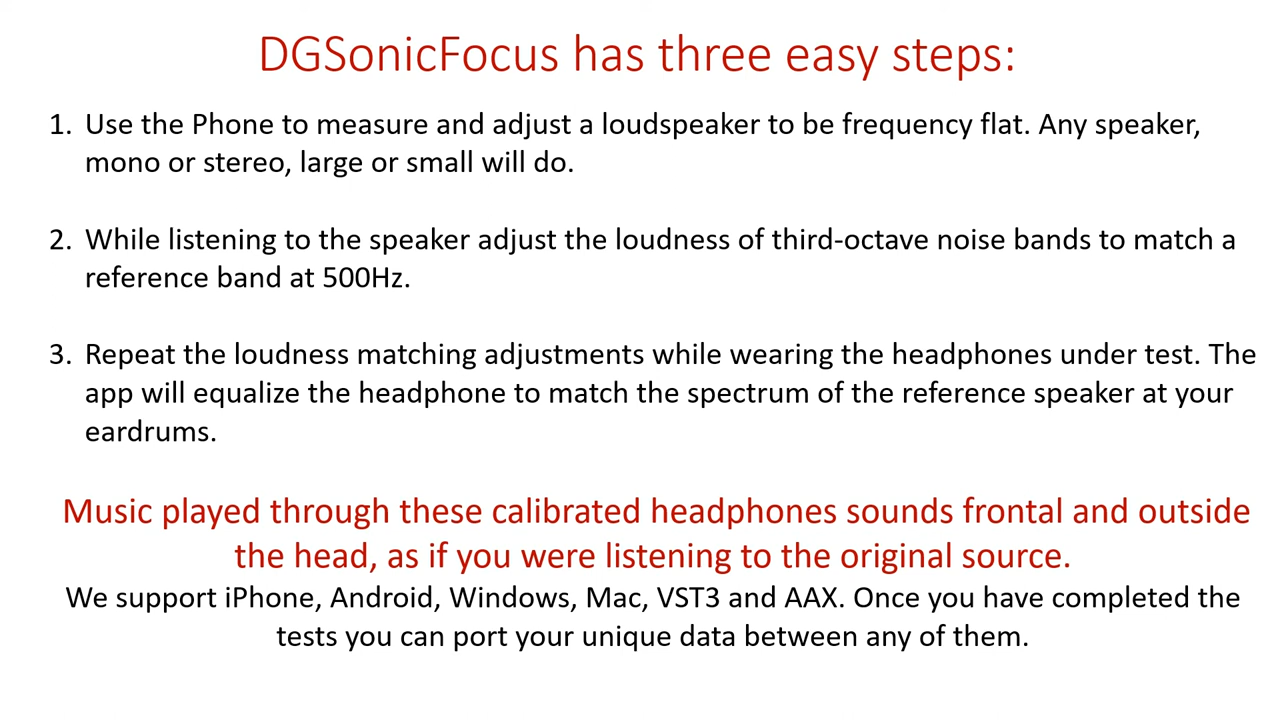 DGSonicFocus has three easy steps:
1. Use the Phone to measure and adjust a loudspeaker to be frequency flat. Any speaker,
mono or stereo, large or small will do.
2. While listening to the speaker adjust the loudness of third-octave noise bands to match a
reference band at 500Hz.
3. Repeat the loudness matching adjustments while wearing the headphones under test. The
app will equalize the headphone to match the spectrum of the reference speaker at your
eardrums.
Music played through these calibrated headphones sounds frontal and outside
the head, as if you were listening to the original source.
We support iPhone, Android, Windows, Mac, VST3 and AAX. Once you have completed the
tests you can port your unique data between any of them.